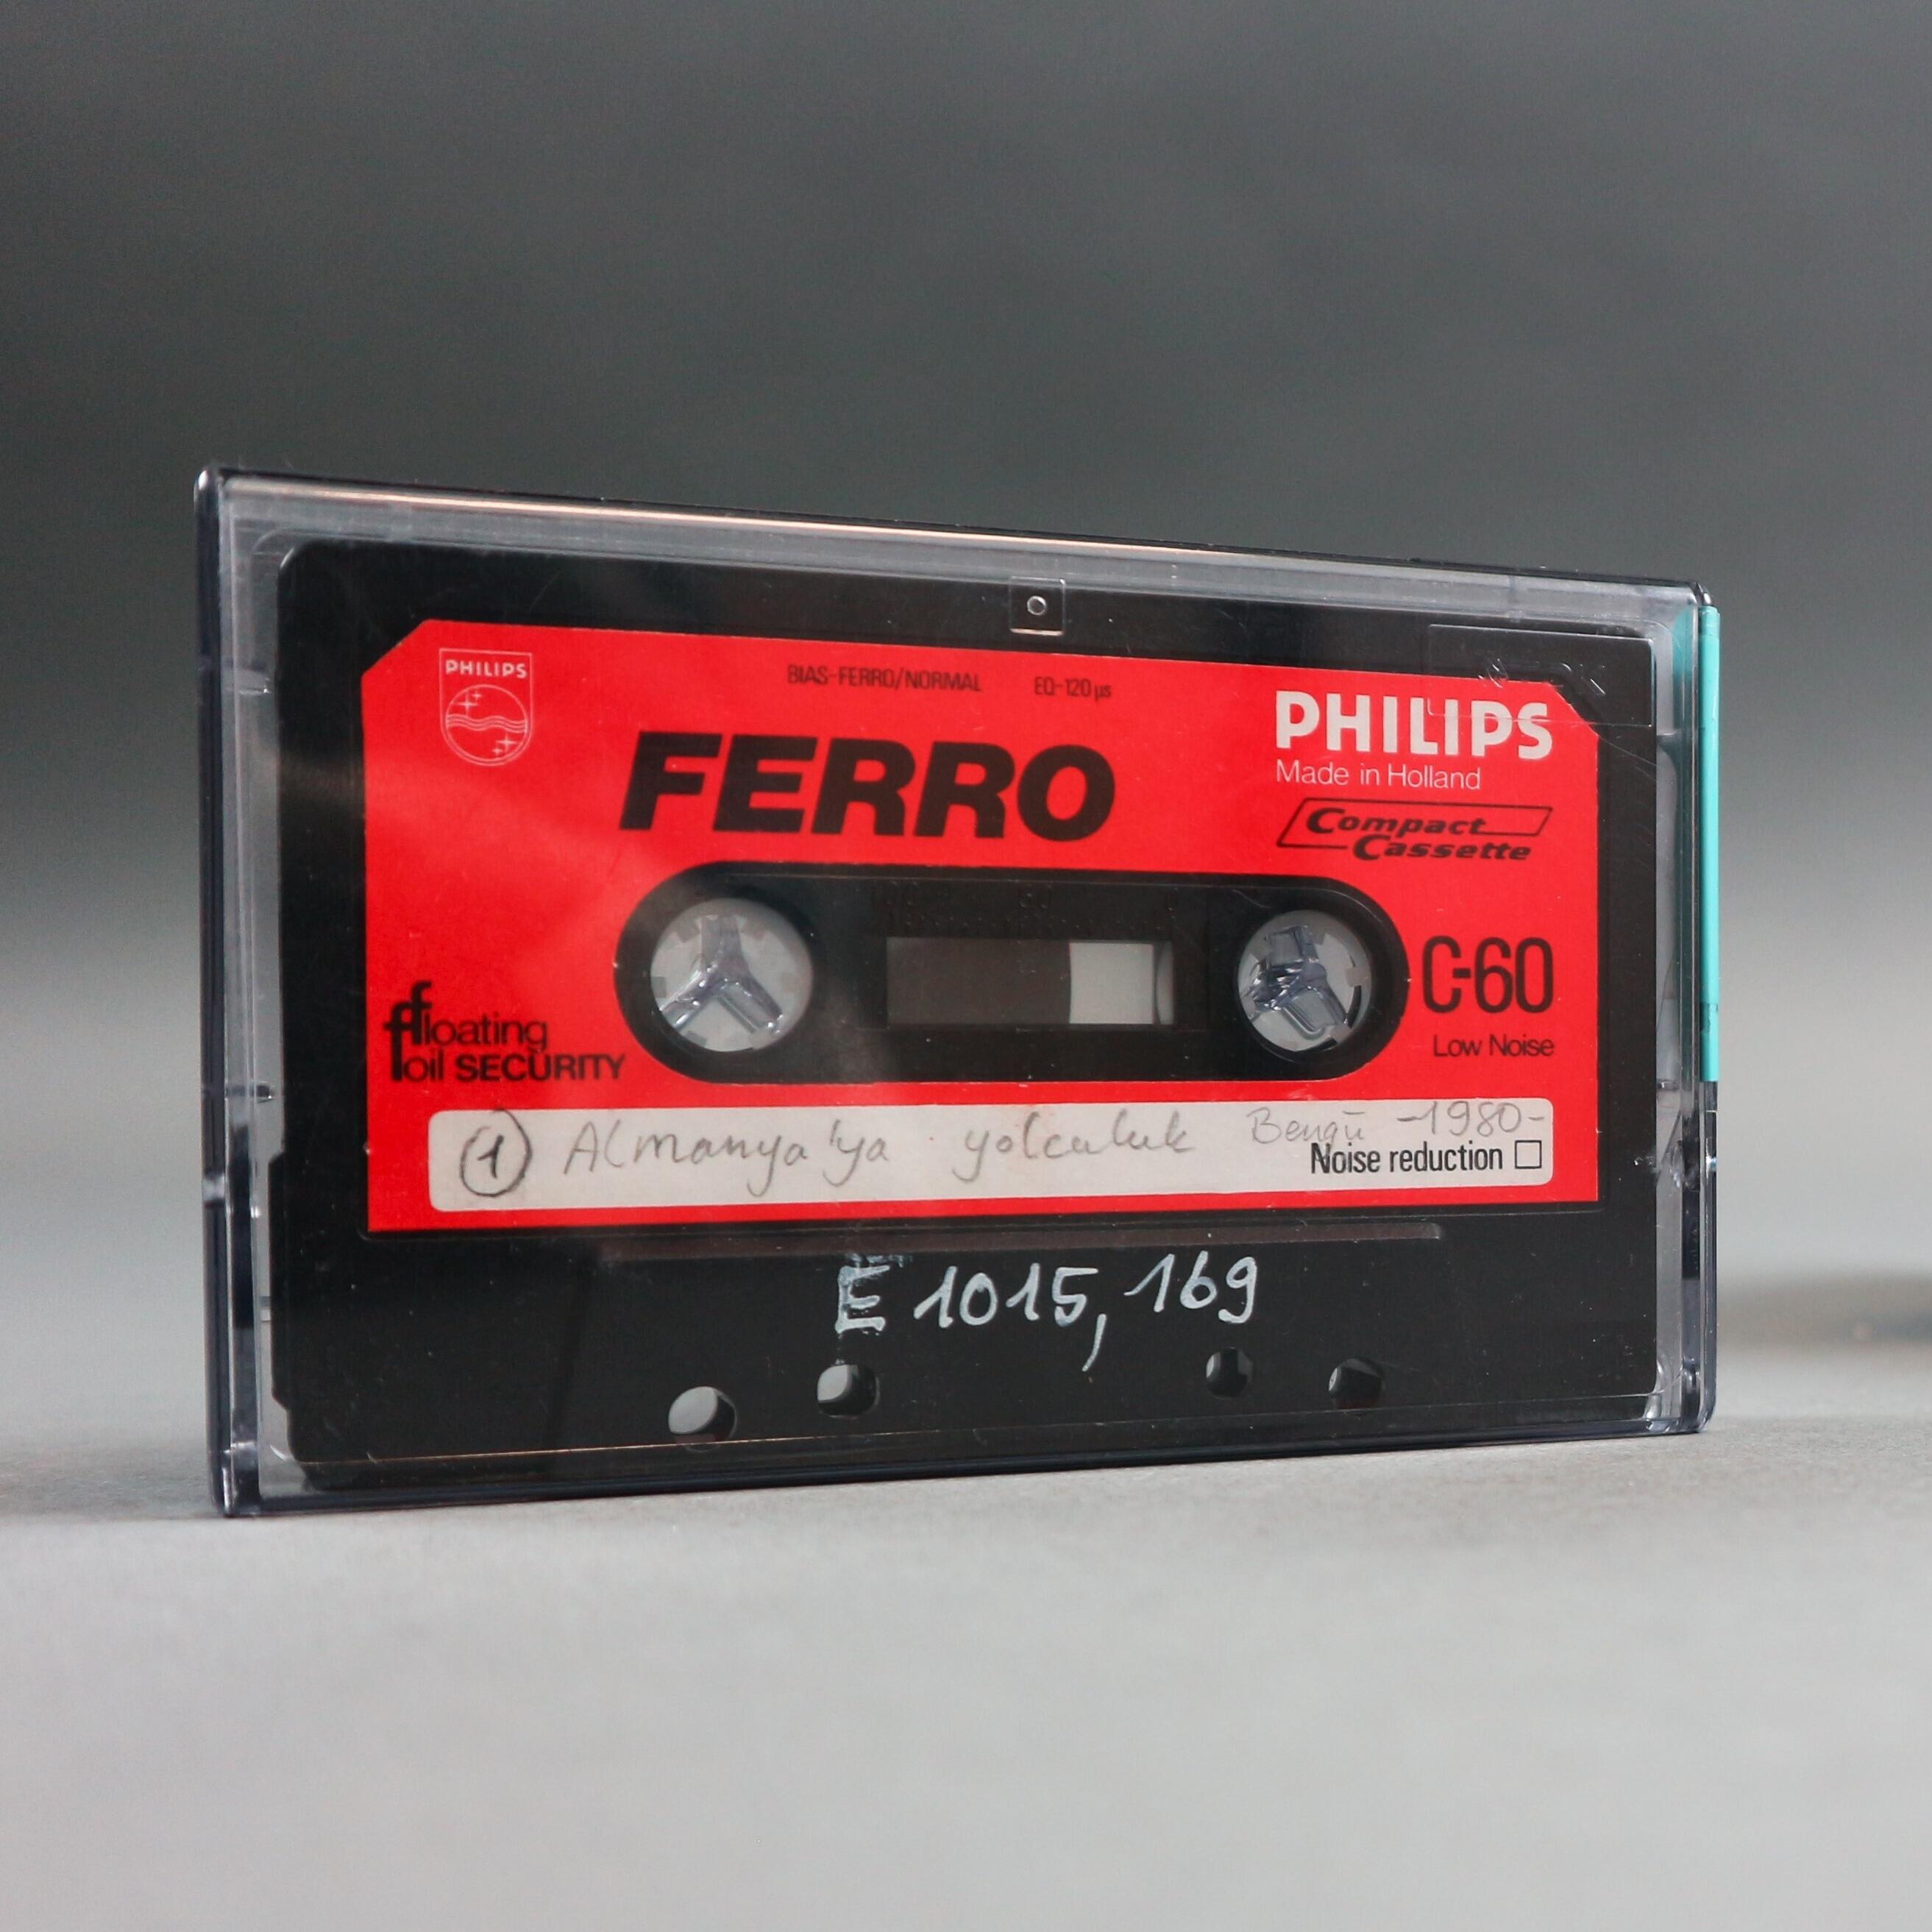 PHILIPS
BIAS-FERRO/NORMAL EQ-120 µs
FERRO
PHILIPS
Made in Holland
Compact
Cassette
C-60
Low Noise
floating
foil SECURITY
1 Almanya'ya yolculuk Bengü -1980-
Noise reduction
E 1015, 169